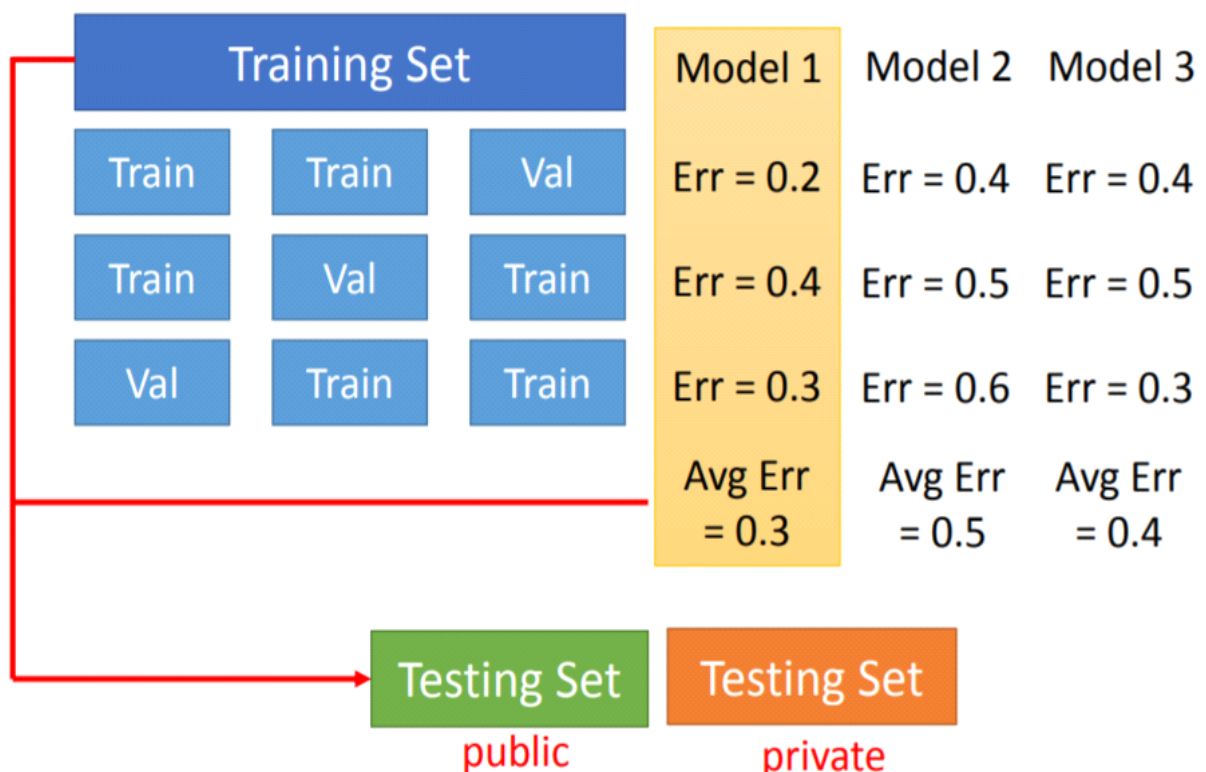 Training Set
Model 1 Model 2 Model 3
Train Train Val
Err = 0.2 Err = 0.4 Err = 0.4
Train Val Train
Err = 0.4 Err = 0.5 Err = 0.5
Val Train Train
Err = 0.3 Err = 0.6 Err = 0.3
Avg Err Avg Err Avg Err
= 0.3 = 0.5 = 0.4
Testing Set Testing Set
public private